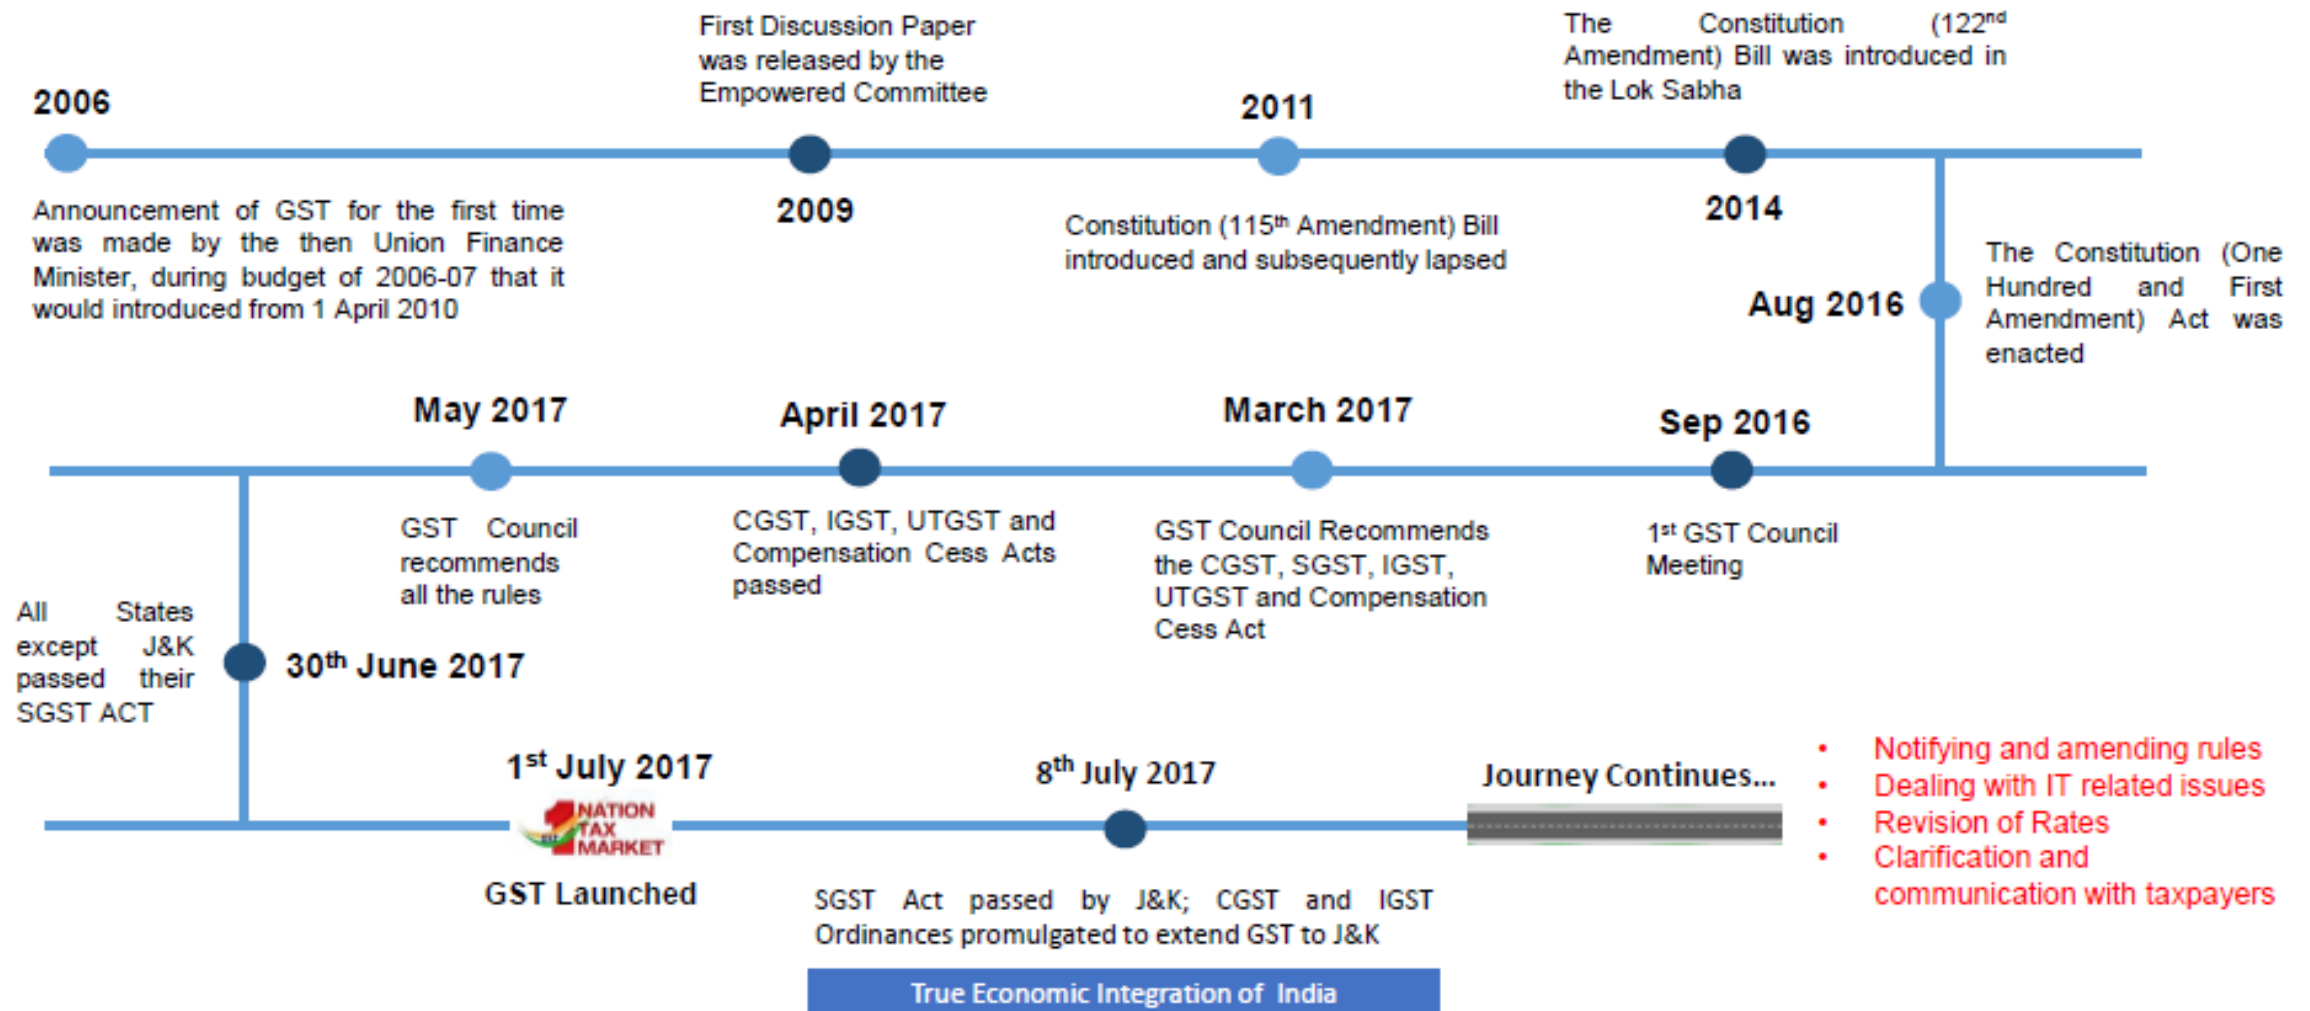 2006
Announcement of GST for the first time
was made by the then Union Finance
Minister, during budget of 2006-07 that it
would introduced from 1 April 2010
First Discussion Paper
was released by the
Empowered Committee
2009
2011
Constitution (115th Amendment) Bill
introduced and subsequently lapsed
The Constitution (122nd
Amendment) Bill was introduced in
the Lok Sabha
2014
Aug 2016
The Constitution (One
Hundred and First
Amendment) Act was
enacted
Sep 2016
1st GST Council
Meeting
March 2017
GST Council Recommends
the CGST, SGST, IGST,
UTGST and Compensation
Cess Act
April 2017
CGST, IGST, UTGST and
Compensation Cess Acts
passed
May 2017
GST Council
recommends
all the rules
All States
except J&K
passed their
SGST ACT
30th June 2017
1st July 2017
1 NATION
TAX
MARKET
GST Launched
8th July 2017
SGST Act passed by J&K; CGST and IGST
Ordinances promulgated to extend GST to J&K
True Economic Integration of India
Journey Continues...
• Notifying and amending rules
• Dealing with IT related issues
• Revision of Rates
• Clarification and
communication with taxpayers